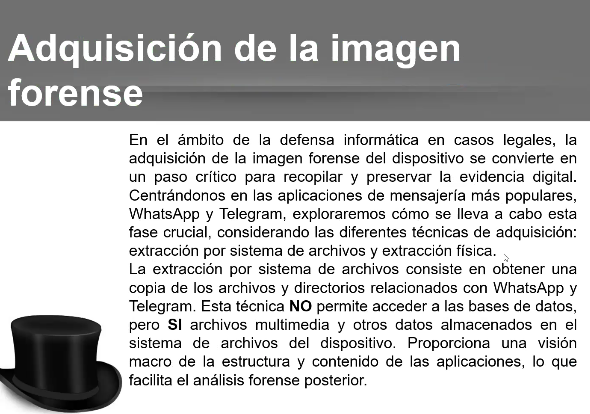 Adquisición de la imagen
forense
En el ámbito de la defensa informática en casos legales, la
adquisición de la imagen forense del dispositivo se convierte en
un paso crítico para recopilar y preservar la evidencia digital.
Centrándonos en las aplicaciones de mensajería más populares,
WhatsApp y Telegram, exploraremos cómo se lleva a cabo esta
fase crucial, considerando las diferentes técnicas de adquisición:
extracción por sistema de archivos y extracción física.
La extracción por sistema de archivos consiste en obtener una
copia de los archivos y directorios relacionados con WhatsApp y
Telegram. Esta técnica NO permite acceder a las bases de datos,
pero SI archivos multimedia y otros datos almacenados en el
sistema de archivos del dispositivo. Proporciona una visión
macro de la estructura y contenido de las aplicaciones, lo que
facilita el análisis forense posterior.